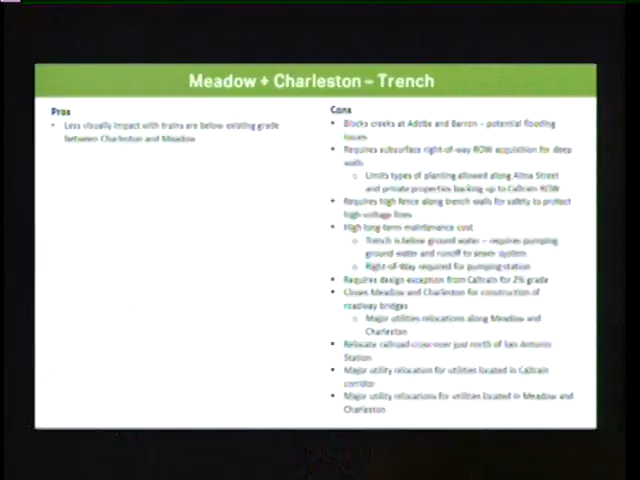 Meadow + Charleston – Trench
Pros
• Less visually impact with trains are below existing grade
between Charleston and Meadow
Cons
• Blocks creeks at Adobe and Barron – potential flooding
issues
• Requires subsurface right-of-way ROW acquisition for deep
walls
o Limits types of planting allowed along Alma Street
and private properties backing up to Caltrain ROW
• Requires high fence along trench walls for safety to protect
high voltage lines
• High long term maintenance cost
o Trench is below ground water – requires pumping
ground water and runoff to sewer system
o Right-of-Way required for pumping station
• Requires design exception from Caltrain for 2% grade
• Closes Meadow and Charleston for construction of
roadway bridges
o Major utilities relocations along Meadow and
Charleston
• Relocate railroad cross-over just north of San Antonio
Station
• Major utility relocation for utilities located in Caltrain
corridor
• Major utility relocations for utilities located in Meadow and
Charleston